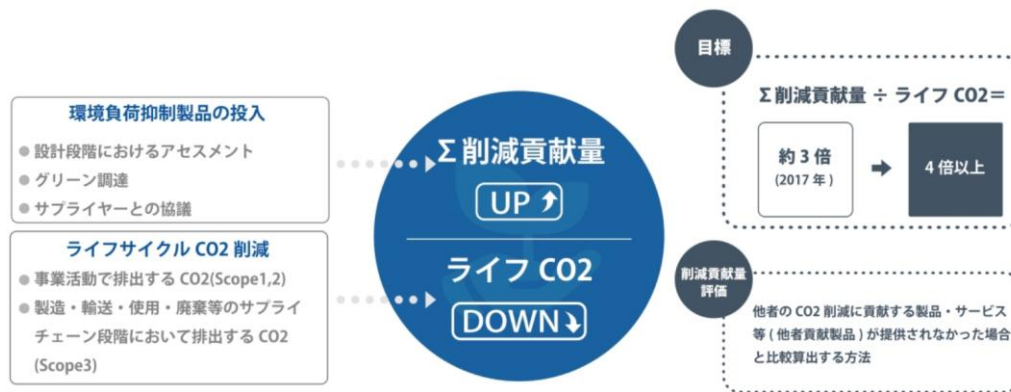 環境負荷抑制製品の投入
● 設計段階におけるアセスメント
● グリーン調達
● サプライヤーとの協議
ライフサイクル CO2 削減
● 事業活動で排出する CO2(Scope1,2)
● 製造・輸送・使用・廃棄等のサプライ
チェーン段階において排出する CO2
(Scope3)
Σ削減貢献量
UP
ライフ CO2
DOWN
目標
Σ削減貢献量 ÷ ライフ CO2＝
約 3 倍
(2017 年 )
4 倍以上
削減貢献量
評価
他者の CO2 削減に貢献する製品・サービス
等 ( 他者貢献製品 ) が提供されなかった場合
と比較算出する方法